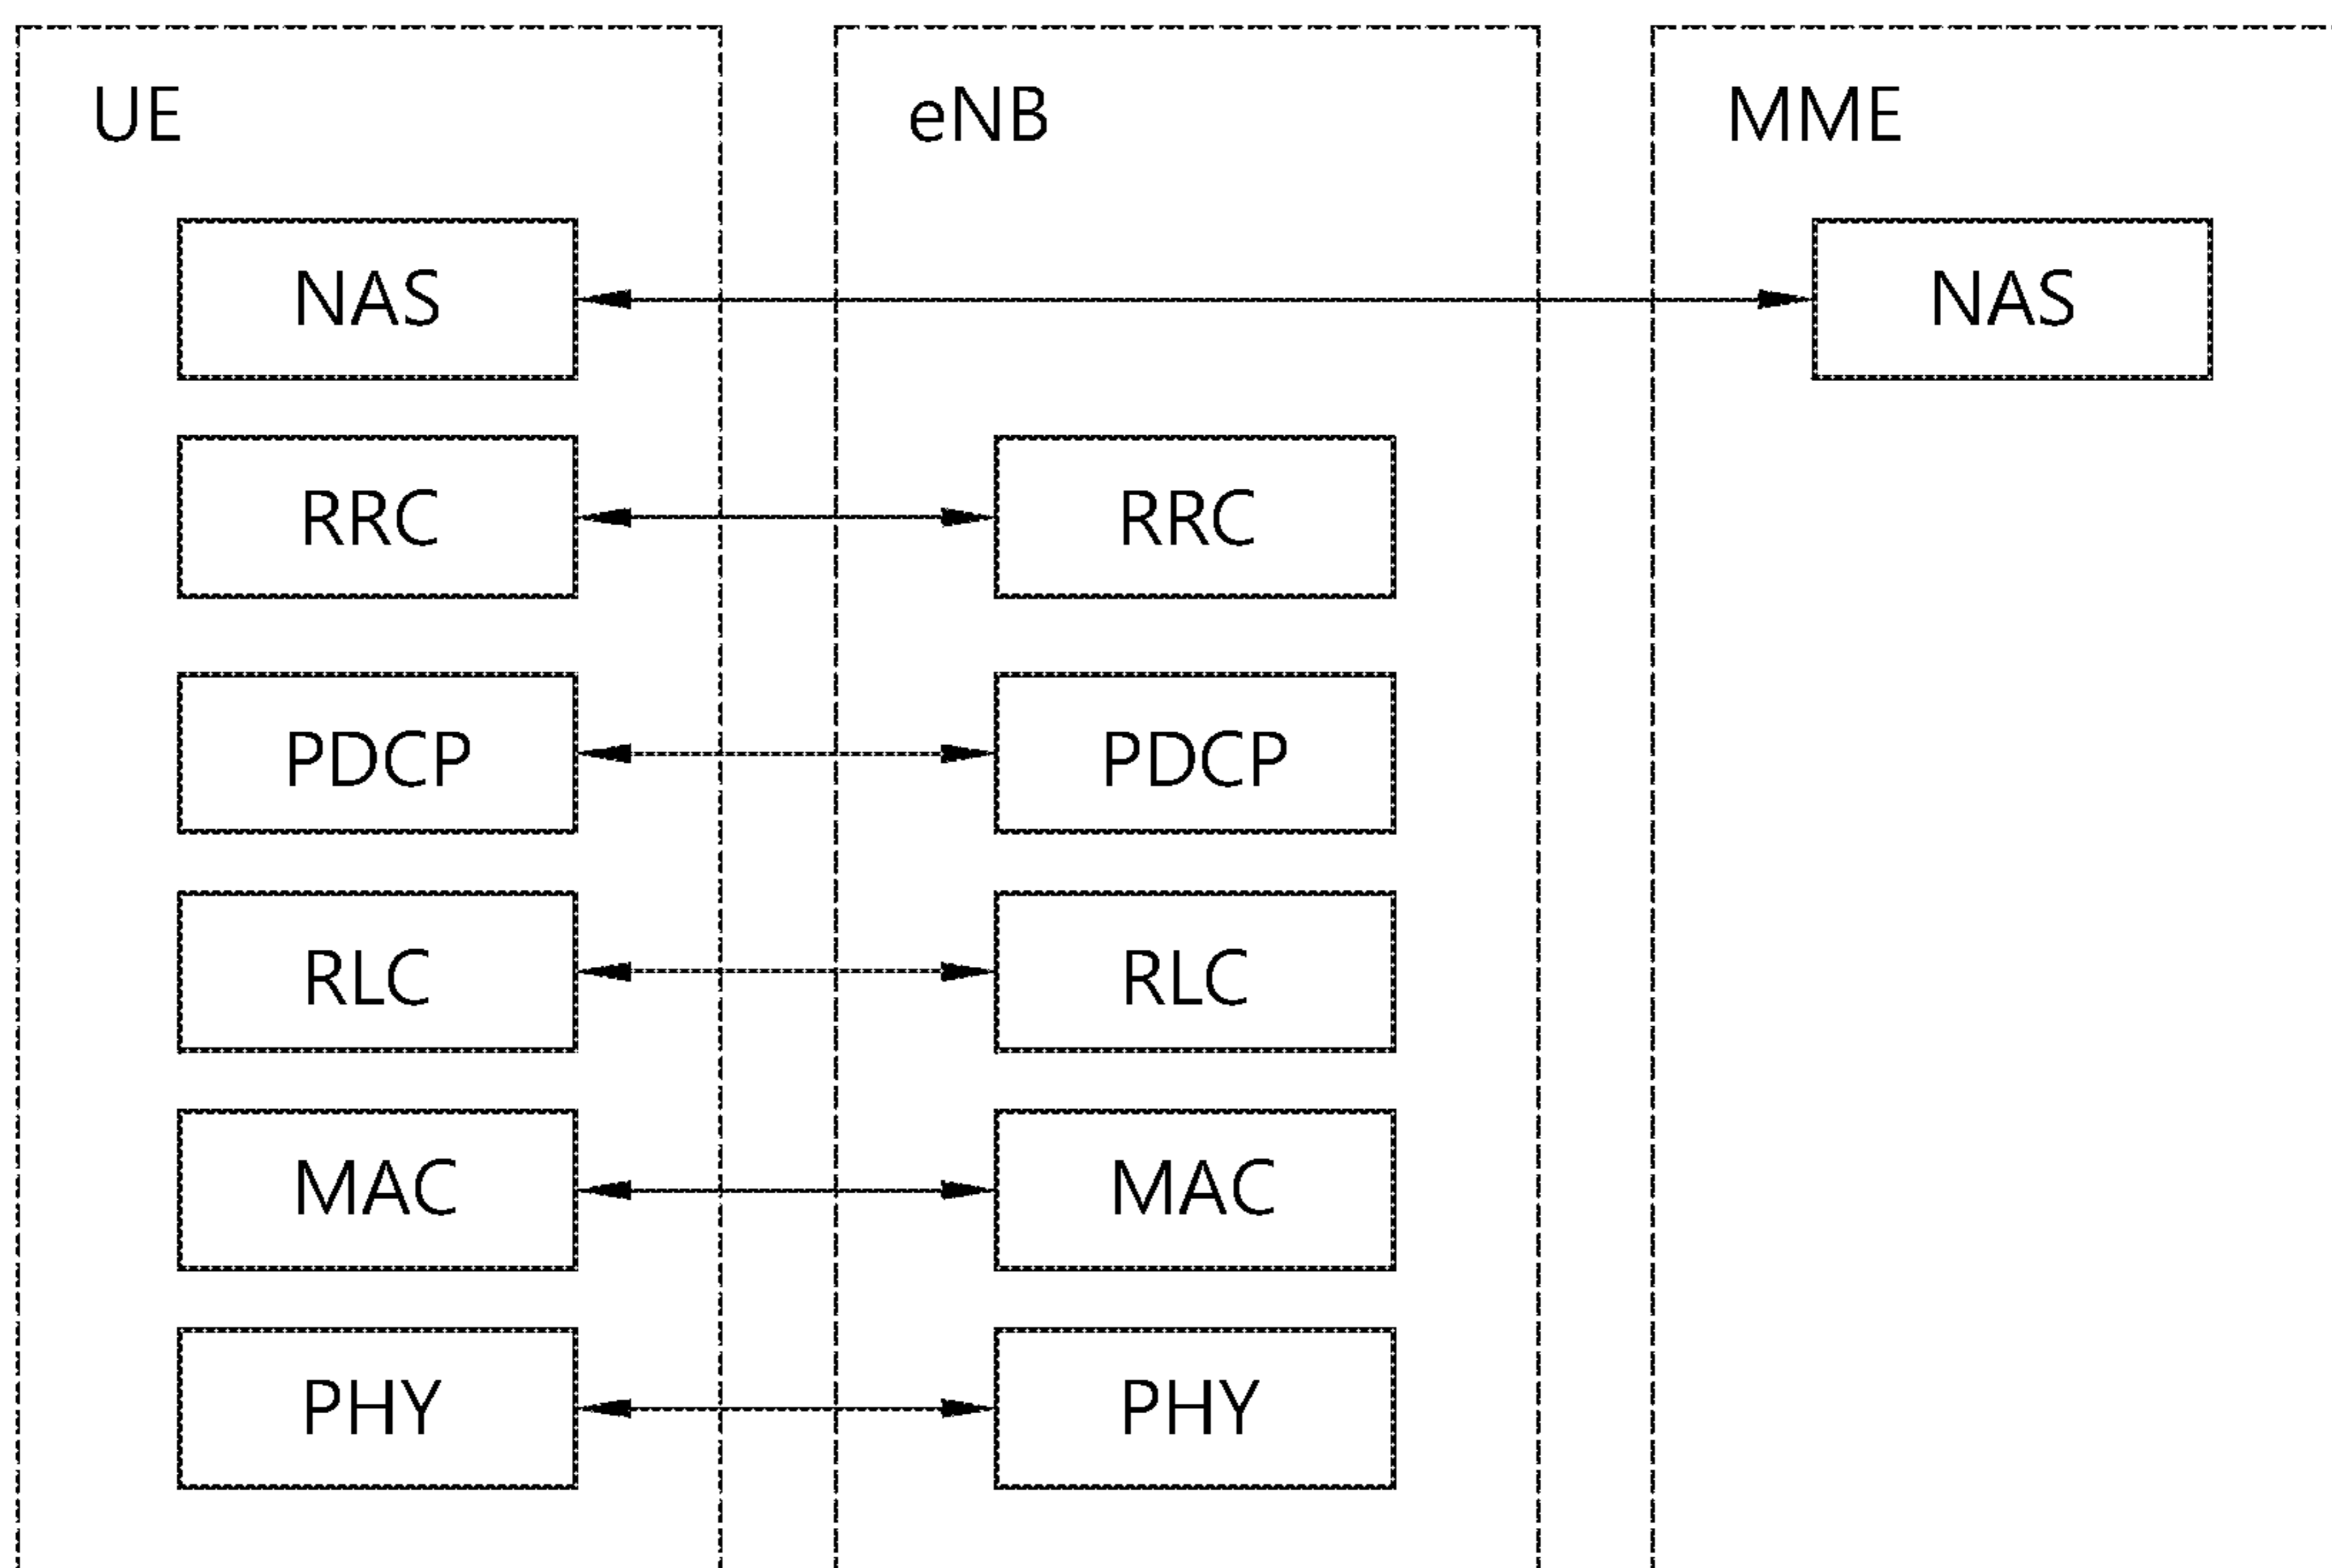 UE eNB MME
NAS NAS
RRC RRC
PDCP PDCP
RLC RLC
MAC MAC
PHY PHY